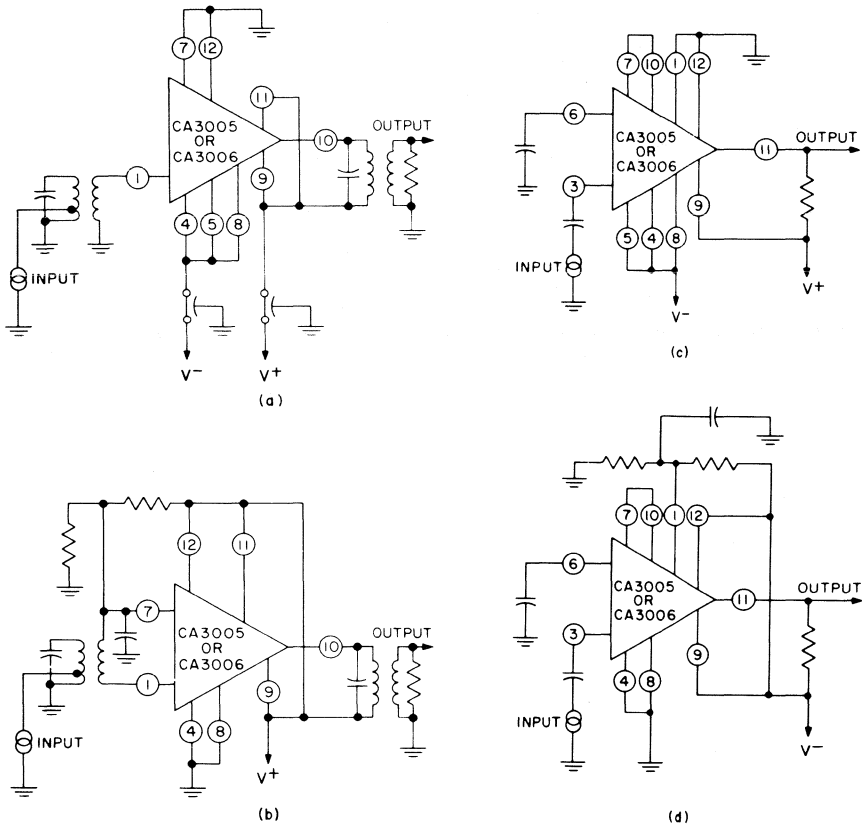 7
12
11
CA3005
OR
CA3006
10
OUTPUT
1
9
4
5
8
INPUT
V-
V+
(a)
7
10
1
12
6
CA3005
OR
CA3006
11
OUTPUT
3
9
5
4
8
INPUT
V-
V+
(c)
12
11
7
CA3005
OR
CA3006
10
OUTPUT
1
9
4
8
INPUT
V+
(b)
7
10
1
12
6
CA3005
OR
CA3006
11
OUTPUT
3
9
4
8
INPUT
V-
(d)